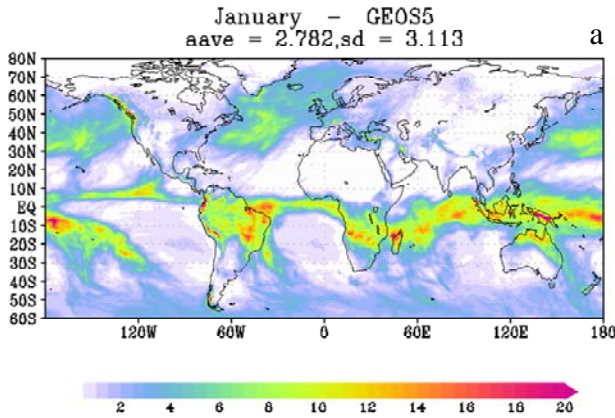 January - GEOS5
aave = 2.782,sd = 3.113
a
80N
70N
60N
50N
40N
30N
20N
10N
EQ
10S
20S
30S
40S
50S
60S
120W 60W 0 60E 120E 180
2 4 6 8 10 12 14 16 18 20